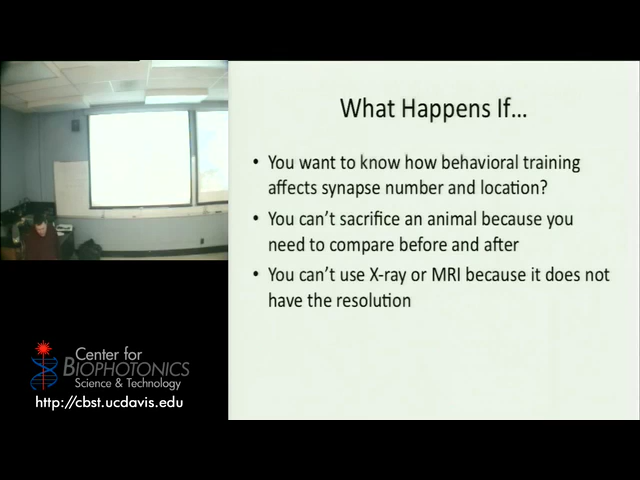 What Happens If...
• You want to know how behavioral training
affects synapse number and location?
• You can't sacrifice an animal because you
need to compare before and after
• You can't use X-ray or MRI because it does not
have the resolution
Center for
BIOPHOTONICS
Science & Technology
http://cbst.ucdavis.edu